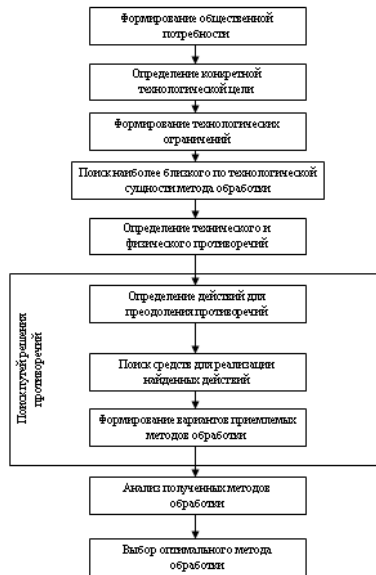 Формирование общественной
потребности
Определение конкретной
технологической цели
Формирование технологических
ограничений
Поиск наиболее близкого по технологической
сущности метода обработки
Определение технического и
физического противоречий
Поиск путей решения
противоречий
Определение действий для
преодоления противоречий
Поиск средств для реализации
найденных действий
Формирование вариантов приемлемых
методов обработки
Анализ полученных методов
обработки
Выбор оптимального метода
обработки